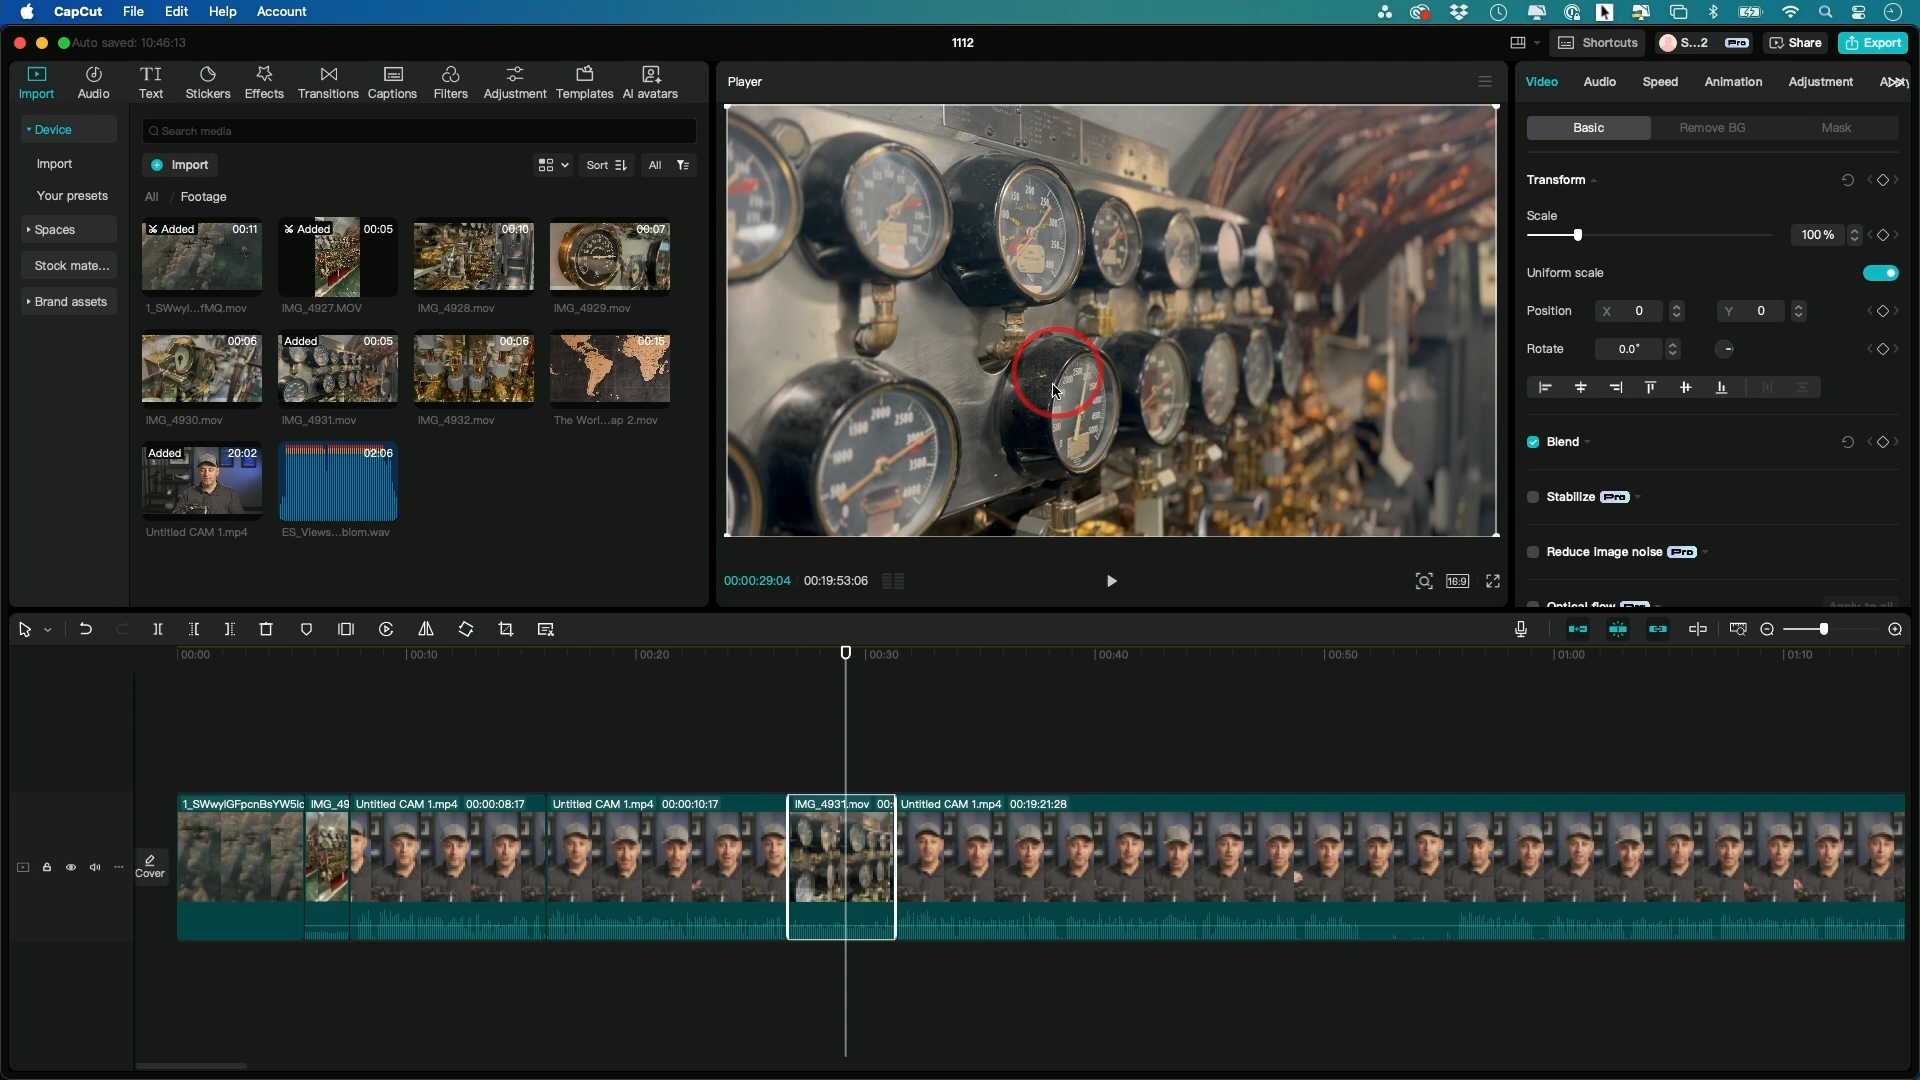 CapCut File Edit Help Account
Auto saved: 10:46:13
1112
Shortcuts S...2 Pro Share Export
Import Audio Text Stickers Effects Transitions Captions Filters Adjustment Templates AI avatars
Device
Import
Your presets
Spaces
Stock mate...
Brand assets
Search media
Import Sort All
All / Footage
Added 00:11
Added 00:05
00:10
00:07
1_SWwyl...fMQ.mov
IMG_4927.MOV
IMG_4928.mov
IMG_4929.mov
00:06
Added 00:05
00:06
00:15
IMG_4930.mov
IMG_4931.mov
IMG_4932.mov
The Worl...ap 2.mov
Added 20:02
02:06
Untitled CAM 1.mp4
ES_Views...blom.wav
Player
00:00:29:04 00:19:53:06
16:9
Video Audio Speed Animation Adjustment
Basic Remove BG Mask
Transform
Scale
100 %
Uniform scale
Position X 0 Y 0
Rotate 0.0°
Blend
Stabilize Pro
Reduce image noise Pro
Optical flow Pro Apply to all
00:00 00:10 00:20 00:30 00:40 00:50 01:00 01:10
IMG_49 Untitled CAM 1.mp4 00:00:08:17 Untitled CAM 1.mp4 00:00:10:17 IMG_4931.mov 00: Untitled CAM 1.mp4 00:19:21:28
Cover